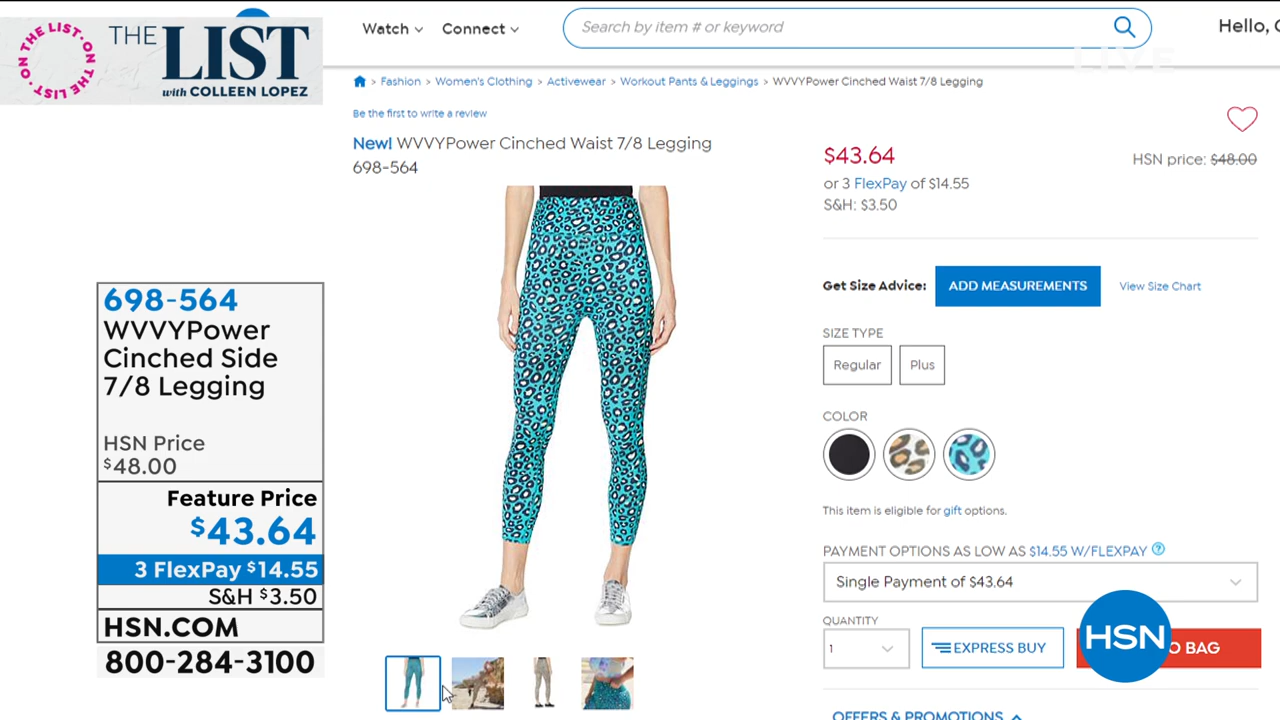 ON THE LIST • ON THE LIST •
THE LIST
with COLLEEN LOPEZ
Watch
Connect
Search by item # or keyword
Hello,
LIVE
> Fashion > Women's Clothing > Activewear > Workout Pants & Leggings > WVVYPower Cinched Waist 7/8 Legging
Be the first to write a review
New! WVVYPower Cinched Waist 7/8 Legging
698-564
$43.64
HSN price: $48.00
or 3 FlexPay of $14.55
S&H: $3.50
Get Size Advice:
ADD MEASUREMENTS
View Size Chart
SIZE TYPE
Regular
Plus
COLOR
This item is eligible for gift options.
PAYMENT OPTIONS AS LOW AS $14.55 W/FLEXPAY ?
Single Payment of $43.64
QUANTITY
1
EXPRESS BUY
O BAG
HSN
OFFERS & PROMOTIONS
698-564
WVVYPower
Cinched Side
7/8 Legging
HSN Price
$48.00
Feature Price
$43.64
3 FlexPay $14.55
S&H $3.50
HSN.COM
800-284-3100